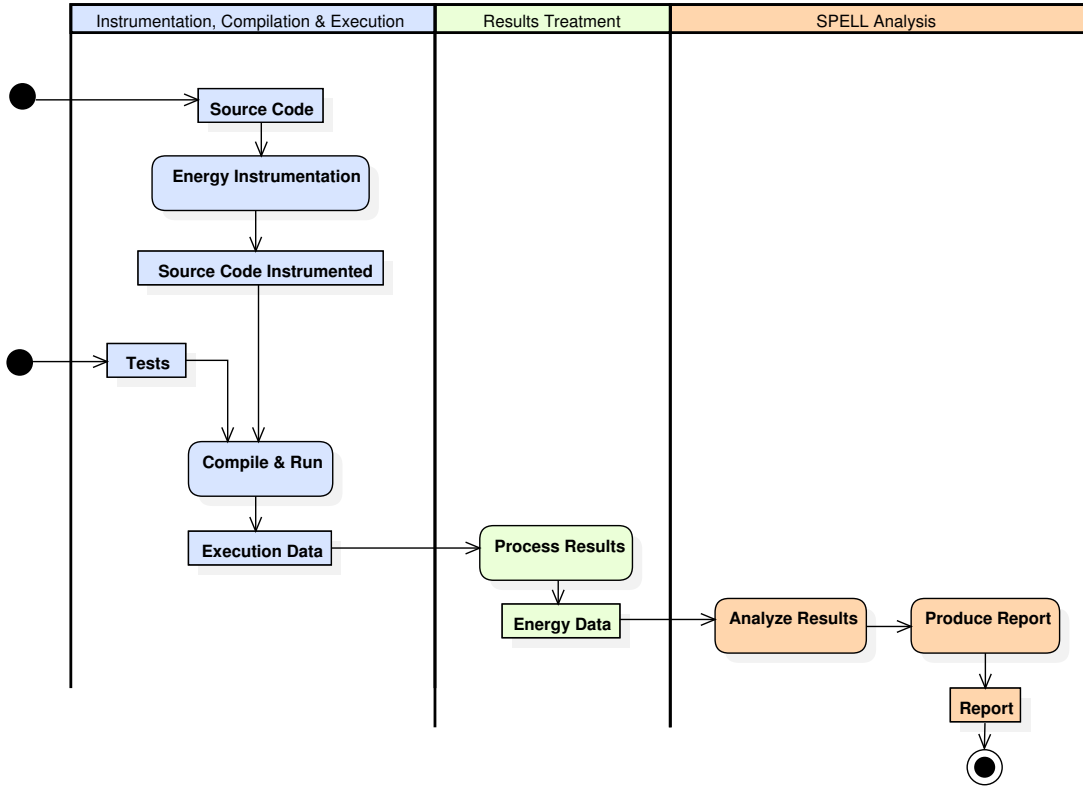 Instrumentation, Compilation & Execution
Results Treatment
SPELL Analysis
Source Code
Energy Instrumentation
Source Code Instrumented
Tests
Compile & Run
Execution Data
Process Results
Energy Data
Analyze Results
Produce Report
Report